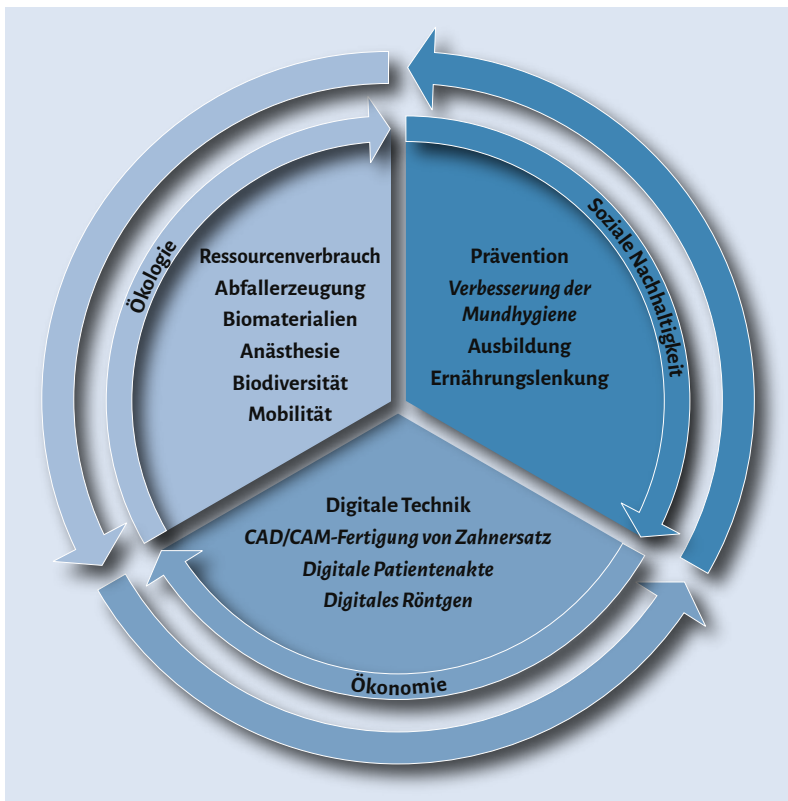 Ökologie
Ressourcenverbrauch
Abfallerzeugung
Biomaterialien
Anästhesie
Biodiversität
Mobilität
Soziale Nachhaltigkeit
Prävention
Verbesserung der
Mundhygiene
Ausbildung
Ernährungslenkung
Digitale Technik
CAD/CAM-Fertigung von Zahnersatz
Digitale Patientenakte
Digitales Röntgen
Ökonomie